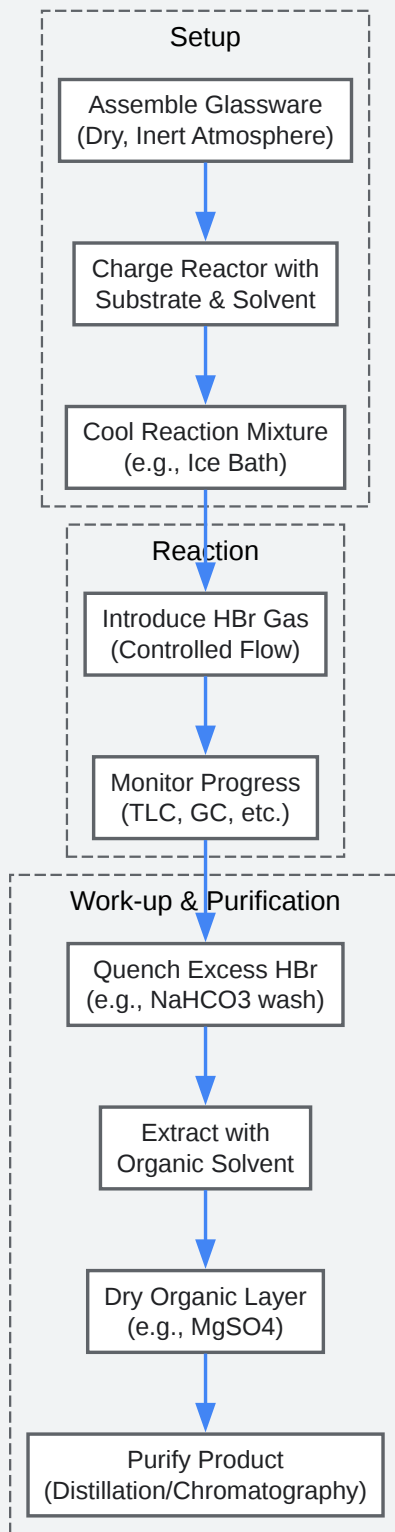 Setup
Assemble Glassware
(Dry, Inert Atmosphere)
Charge Reactor with
Substrate & Solvent
Cool Reaction Mixture
(e.g., Ice Bath)
Reaction
Introduce HBr Gas
(Controlled Flow)
Monitor Progress
(TLC, GC, etc.)
Work-up & Purification
Quench Excess HBr
(e.g., NaHCO3 wash)
Extract with
Organic Solvent
Dry Organic Layer
(e.g., MgSO4)
Purify Product
(Distillation/Chromatography)